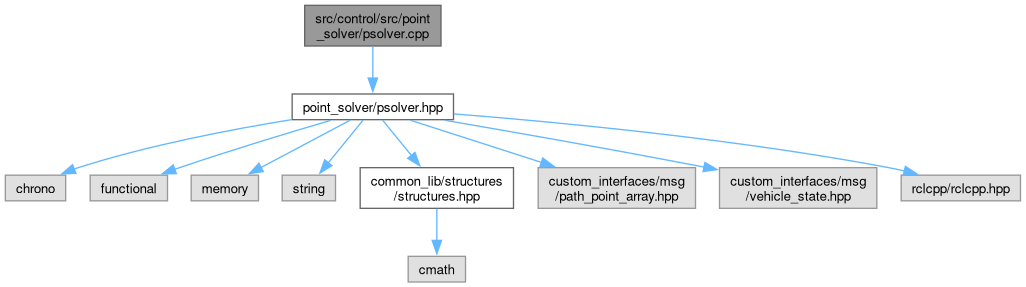 src/control/src/point
_solver/psolver.cpp
point_solver/psolver.hpp
chrono
functional
memory
string
common_lib/structures
/structures.hpp
custom_interfaces/msg
/path_point_array.hpp
custom_interfaces/msg
/vehicle_state.hpp
rclcpp/rclcpp.hpp
cmath